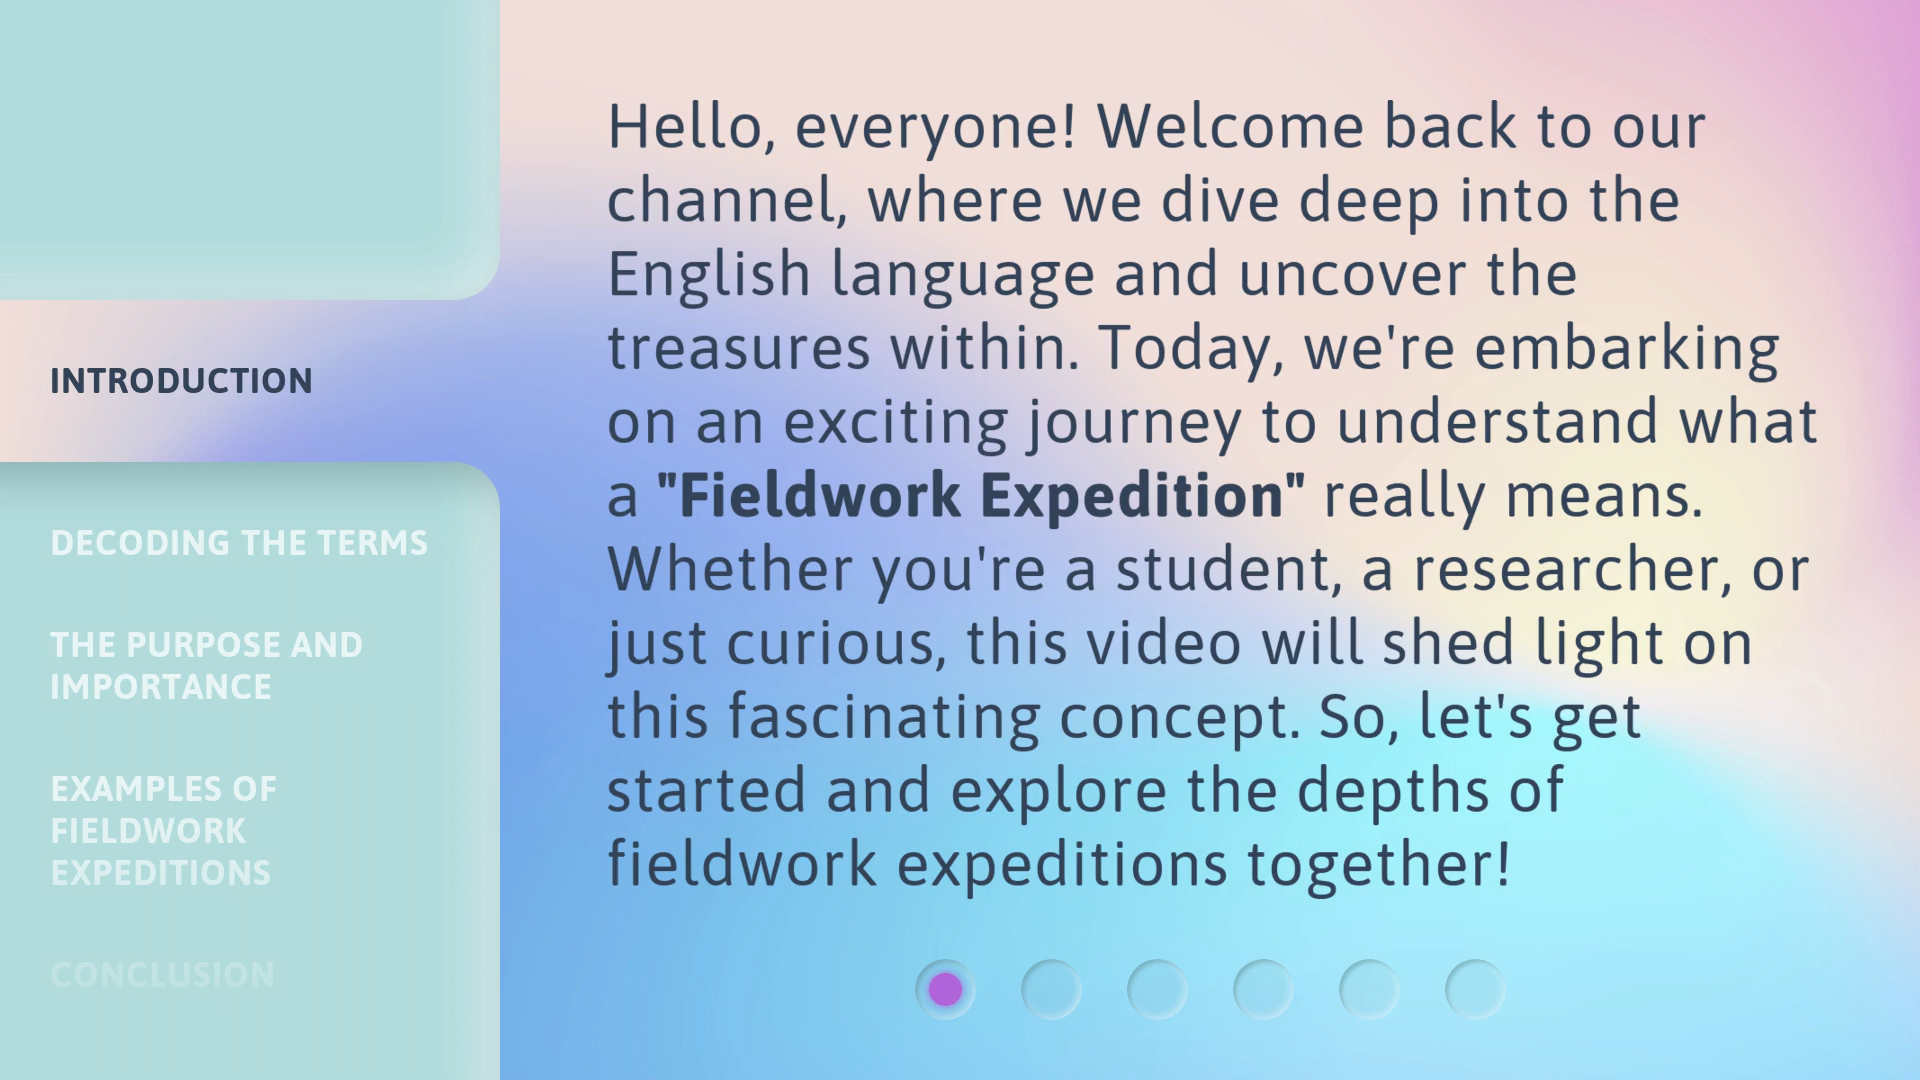 INTRODUCTION
DECODING THE TERMS
THE PURPOSE AND
IMPORTANCE
EXAMPLES OF
FIELDWORK
EXPEDITIONS
CONCLUSION
Hello, everyone! Welcome back to our
channel, where we dive deep into the
English language and uncover the
treasures within. Today, we're embarking
on an exciting journey to understand what
a "Fieldwork Expedition" really means.
Whether you're a student, a researcher, or
just curious, this video will shed light on
this fascinating concept. So, let's get
started and explore the depths of
fieldwork expeditions together!